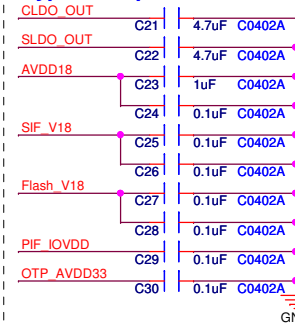 CLDO_OUT
C21 4.7uF C0402A
SLDO_OUT
C22 4.7uF C0402A
AVDD18
C23 1uF C0402A
C24 0.1uF C0402A
SIF_V18
C25 0.1uF C0402A
C26 0.1uF C0402A
Flash_V18
C27 0.1uF C0402A
C28 0.1uF C0402A
PIF_IOVDD
C29 0.1uF C0402A
OTP_AVDD33
C30 0.1uF C0402A